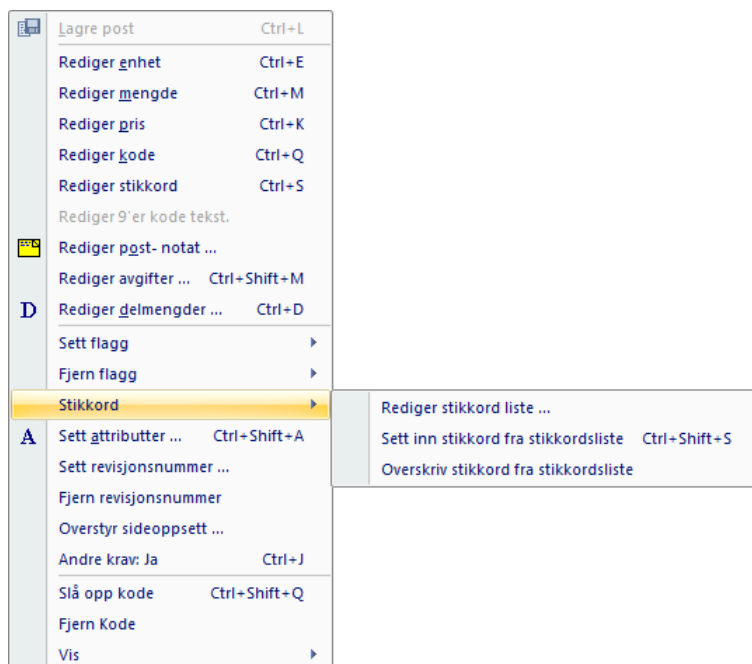 Lagre post Ctrl+L
Rediger enhet Ctrl+E
Rediger mengde Ctrl+M
Rediger pris Ctrl+K
Rediger kode Ctrl+Q
Rediger stikkord Ctrl+S
Rediger 9'er kode tekst.
Rediger post- notat ...
Rediger avgifter ... Ctrl+Shift+M
D Rediger delmengder ... Ctrl+D
Sett flagg
Fjern flagg
Stikkord
Rediger stikkord liste ...
Sett inn stikkord fra stikkordsliste Ctrl+Shift+S
Overskriv stikkord fra stikkordsliste
A Sett attributter ... Ctrl+Shift+A
Sett revisjonsnummer ...
Fjern revisjonsnummer
Overstyr sideoppsett ...
Andre krav: Ja Ctrl+J
Slå opp kode Ctrl+Shift+Q
Fjern Kode
Vis